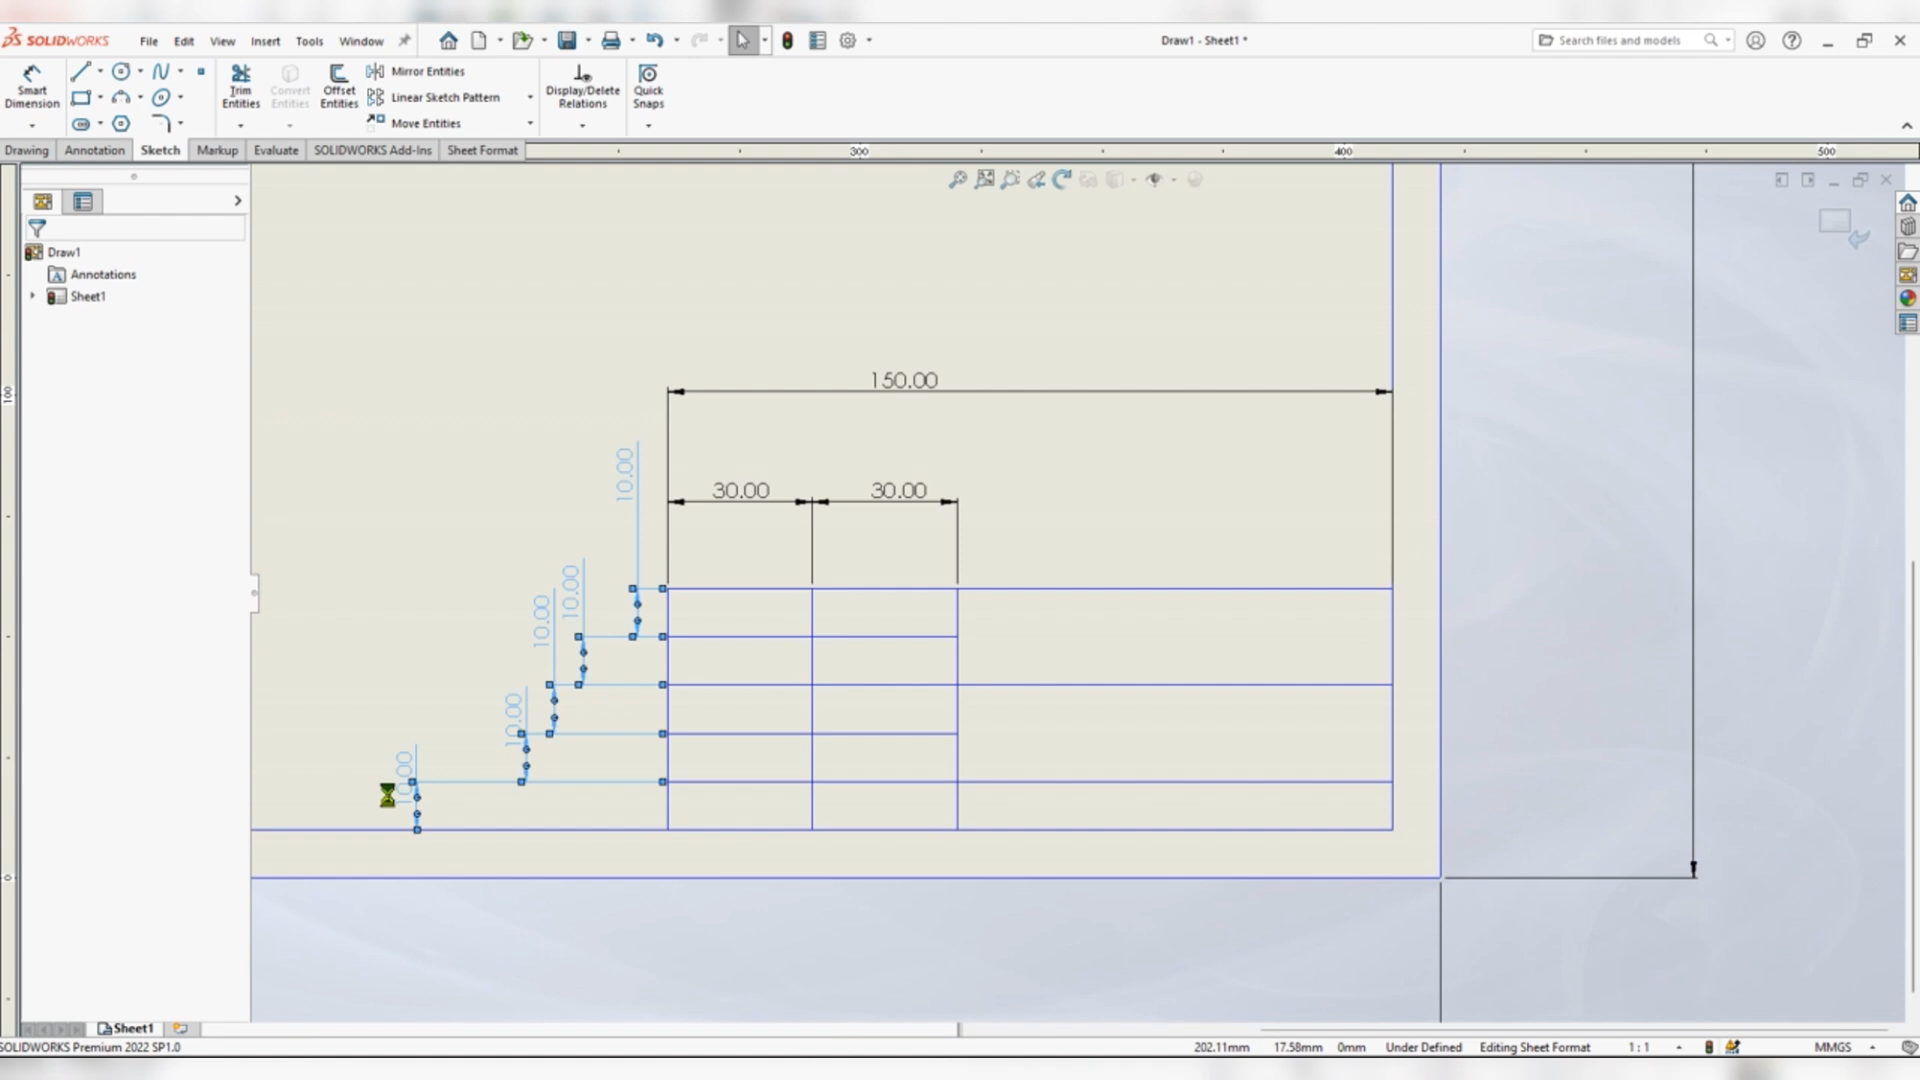 SOLIDWORKS File Edit View Insert Tools Window Draw1 - Sheet1 * Search files and models
Smart Dimension
Trim Entities
Convert Entities
Offset Entities
Mirror Entities
Linear Sketch Pattern
Move Entities
Display/Delete Relations
Quick Snaps
Drawing Annotation Sketch Markup Evaluate SOLIDWORKS Add-Ins Sheet Format
300 400 500
100
0
Draw1
Annotations
Sheet1
150.00
30.00 30.00
10.00
10.00
10.00
10.00
10.00
Sheet1
SOLIDWORKS Premium 2022 SP1.0 202.11mm 17.58mm 0mm Under Defined Editing Sheet Format 1:1 MMGS